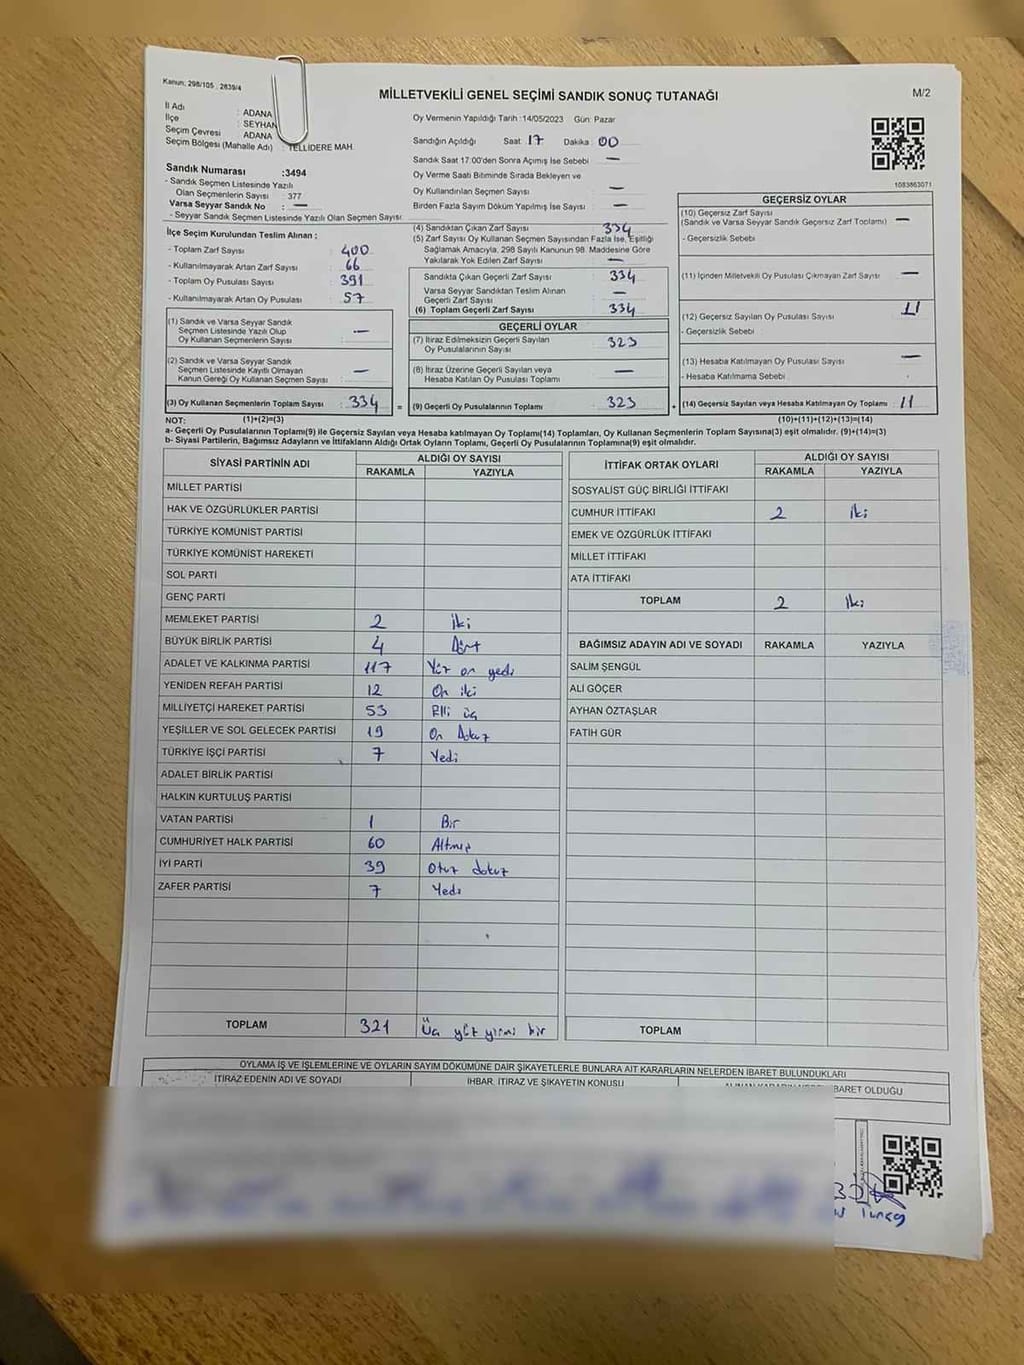 Kanun: 298/105 , 2839/4
MİLLETVEKİLİ GENEL SEÇİMİ SANDIK SONUÇ TUTANAĞI
M/2
İl Adı : ADANA
İlçe : SEYHAN
Seçim Çevresi : ADANA
Seçim Bölgesi (Mahalle Adı) : TELLİDERE MAH.
Sandık Numarası :3494
- Sandık Seçmen Listesinde Yazılı
Olan Seçmenlerin Sayısı : 377
Varsa Seyyar Sandık No : —
- Seyyar Sandık Seçmen Listesinde Yazılı Olan Seçmen Sayısı:
İlçe Seçim Kurulundan Teslim Alınan ;
- Toplam Zarf Sayısı : 400
- Kullanılmayarak Artan Zarf Sayısı : 66
- Toplam Oy Pusulası : 391
- Kullanılmayarak Artan Oy Pusulası : 57
(1) Sandık ve Varsa Seyyar Sandık
Seçmen Listesinde Yazılı Olup
Oy Kullanan Seçmenlerin Sayısı : —
(2) Sandık ve Varsa Seyyar Sandık
Seçmen Listesinde Kayıtlı Olmayan
Kanun Gereği Oy Kullanan Seçmen Sayısı : —
(3) Oy Kullanan Seçmenlerin Toplam Sayısı : 334 =
Oy Vermenin Yapıldığı Tarih :14/05/2023 Gün: Pazar
Sandığın Açıldığı Saat 17 Dakika 00
Sandık Saat 17:00'den Sonra Açımış İse Sebebi —
Oy Verme Saati Bitiminde Sırada Bekleyen ve
Oy Kullandırılan Seçmen Sayısı —
Birden Fazla Sayım Döküm Yapılmış İse Sayısı —
(4) Sandıktan Çıkan Zarf Sayısı 334
(5) Zarf Sayısı Oy Kullanan Seçmen Sayısından Fazla İse, Eşitliği
Sağlamak Amacıyla, 298 Sayılı Kanunun 98. Maddesine Göre
Yakılarak Yok Edilen Zarf Sayısı —
Sandıkta Çıkan Geçerli Zarf Sayısı 334
Varsa Seyyar Sandıktan Teslim Alınan
Geçerli Zarf Sayısı —
(6) Toplam Geçerli Zarf Sayısı 334
GEÇERLİ OYLAR
(7) İtiraz Edilmeksizin Geçerli Sayılan
Oy Pusulalarının Sayısı 323
(8) İtiraz Üzerine Geçerli Sayılan veya
Hesaba Katılan Oy Pusulası Toplamı —
(9) Geçerli Oy Pusulalarının Toplamı 323 +
1083863071
GEÇERSİZ OYLAR
(10) Geçersiz Zarf Sayısı
(Sandık ve Varsa Seyyar Sandık Geçersiz Zarf Toplamı) —
- Geçersizlik Sebebi
(11) İçinden Milletvekili Oy Pusulası Çıkmayan Zarf Sayısı —
(12) Geçersiz Sayılan Oy Pusulası Sayısı 11
- Geçersizlik Sebebi
(13) Hesaba Katılmayan Oy Pusulası Sayısı —
- Hesaba Katılmama Sebebi
(14) Geçersiz Sayılan veya Hesaba Katılmayan Oy Toplamı 11
NOT: (1)+(2)=(3) (10)+(11)+(12)+(13)=(14)
a- Geçerli Oy Pusulalarının Toplamı(9) ile Geçersiz Sayılan veya Hesaba katılmayan Oy Toplamı(14) Toplamları, Oy Kullanan Seçmenlerin Toplam Sayısına(3) eşit olmalıdır. (9)+(14)=(3)
b- Siyasi Partilerin, Bağımsız Adayların ve İttifakların Aldığı Ortak Oyların Toplamı, Geçerli Oy Pusulalarının Toplamına(9) eşit olmalıdır.
SİYASİ PARTİNİN ADI ALDIĞI OY SAYISI
RAKAMLA YAZIYLA
MİLLET PARTİSİ
HAK VE ÖZGÜRLÜKLER PARTİSİ
TÜRKİYE KOMÜNİST PARTİSİ
TÜRKİYE KOMÜNİST HAREKETİ
SOL PARTİ
GENÇ PARTİ
MEMLEKET PARTİSİ 2 İki
BÜYÜK BİRLİK PARTİSİ 4 Dört
ADALET VE KALKINMA PARTİSİ 117 Yüz on yedi
YENİDEN REFAH PARTİSİ 12 On iki
MİLLİYETÇİ HAREKET PARTİSİ 53 Elli üç
YEŞİLLER VE SOL GELECEK PARTİSİ 19 On Dokuz
TÜRKİYE İŞÇİ PARTİSİ 7 Yedi
ADALET BİRLİK PARTİSİ
HALKIN KURTULUŞ PARTİSİ
VATAN PARTİSİ 1 Bir
CUMHURİYET HALK PARTİSİ 60 Altmış
İYİ PARTİ 39 Otuz dokuz
ZAFER PARTİSİ 7 Yedi
TOPLAM 321 Üç yüz yirmi bir
İTTİFAK ORTAK OYLARI ALDIĞI OY SAYISI
RAKAMLA YAZIYLA
SOSYALİST GÜÇ BİRLİĞİ İTTİFAKI
CUMHUR İTTİFAKI 2 iki
EMEK VE ÖZGÜRLÜK İTTİFAKI
MİLLET İTTİFAKI
ATA İTTİFAKI
TOPLAM 2 İki
BAĞIMSIZ ADAYIN ADI VE SOYADI RAKAMLA YAZIYLA
SALİM ŞENGÜL
ALİ GÖÇER
AYHAN ÖZTAŞLAR
FATİH GÜR
TOPLAM
OYLAMA İŞ VE İŞLEMLERİNE VE OYLARIN SAYIM DÖKÜMÜNE DAİR ŞİKAYETLERLE BUNLARA AİT KARARLARIN NELERDEN İBARET BULUNDUKLARI
İTİRAZ EDENİN ADI VE SOYADI İHBAR, İTİRAZ VE ŞİKAYETİN KONUSU İBARET OLDUĞU